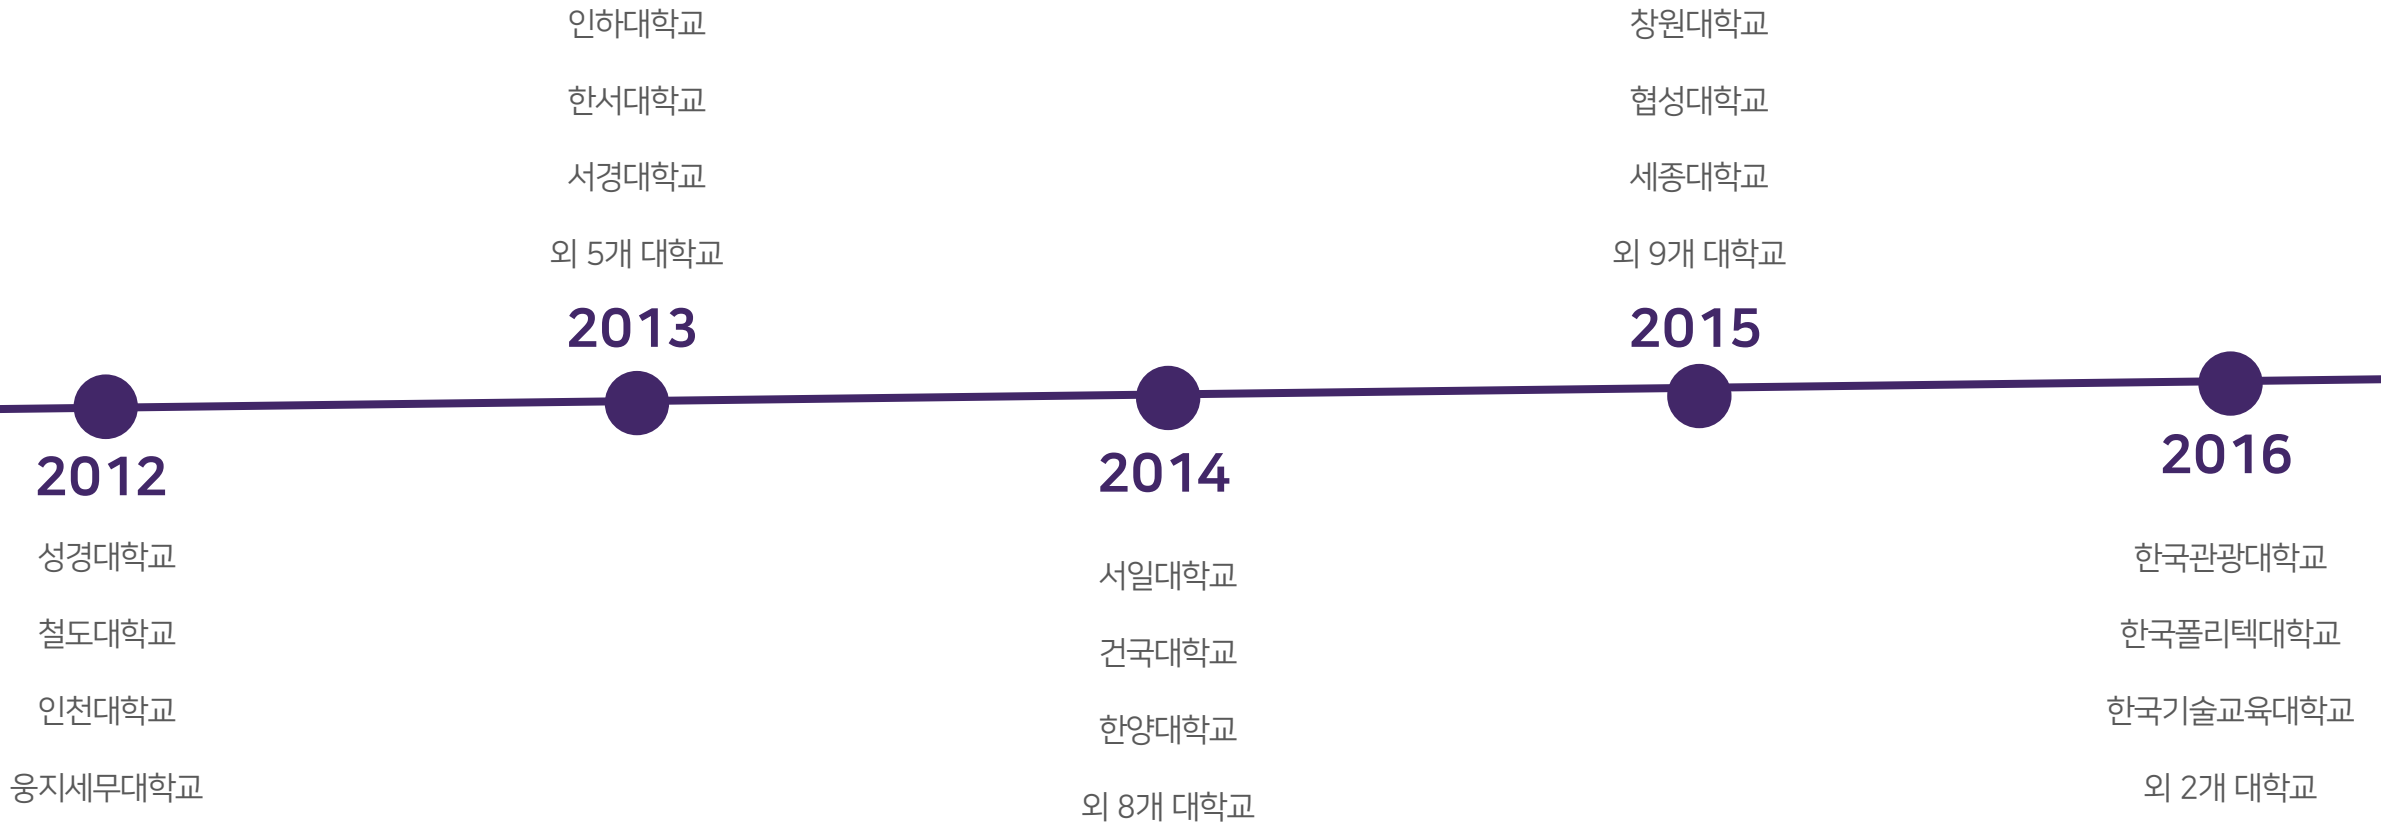 2012
성경대학교
철도대학교
인천대학교
웅지세무대학교
인하대학교
한서대학교
서경대학교
외 5개 대학교
2013
2014
서일대학교
건국대학교
한양대학교
외 8개 대학교
창원대학교
협성대학교
세종대학교
외 9개 대학교
2015
2016
한국관광대학교
한국폴리텍대학교
한국기술교육대학교
외 2개 대학교